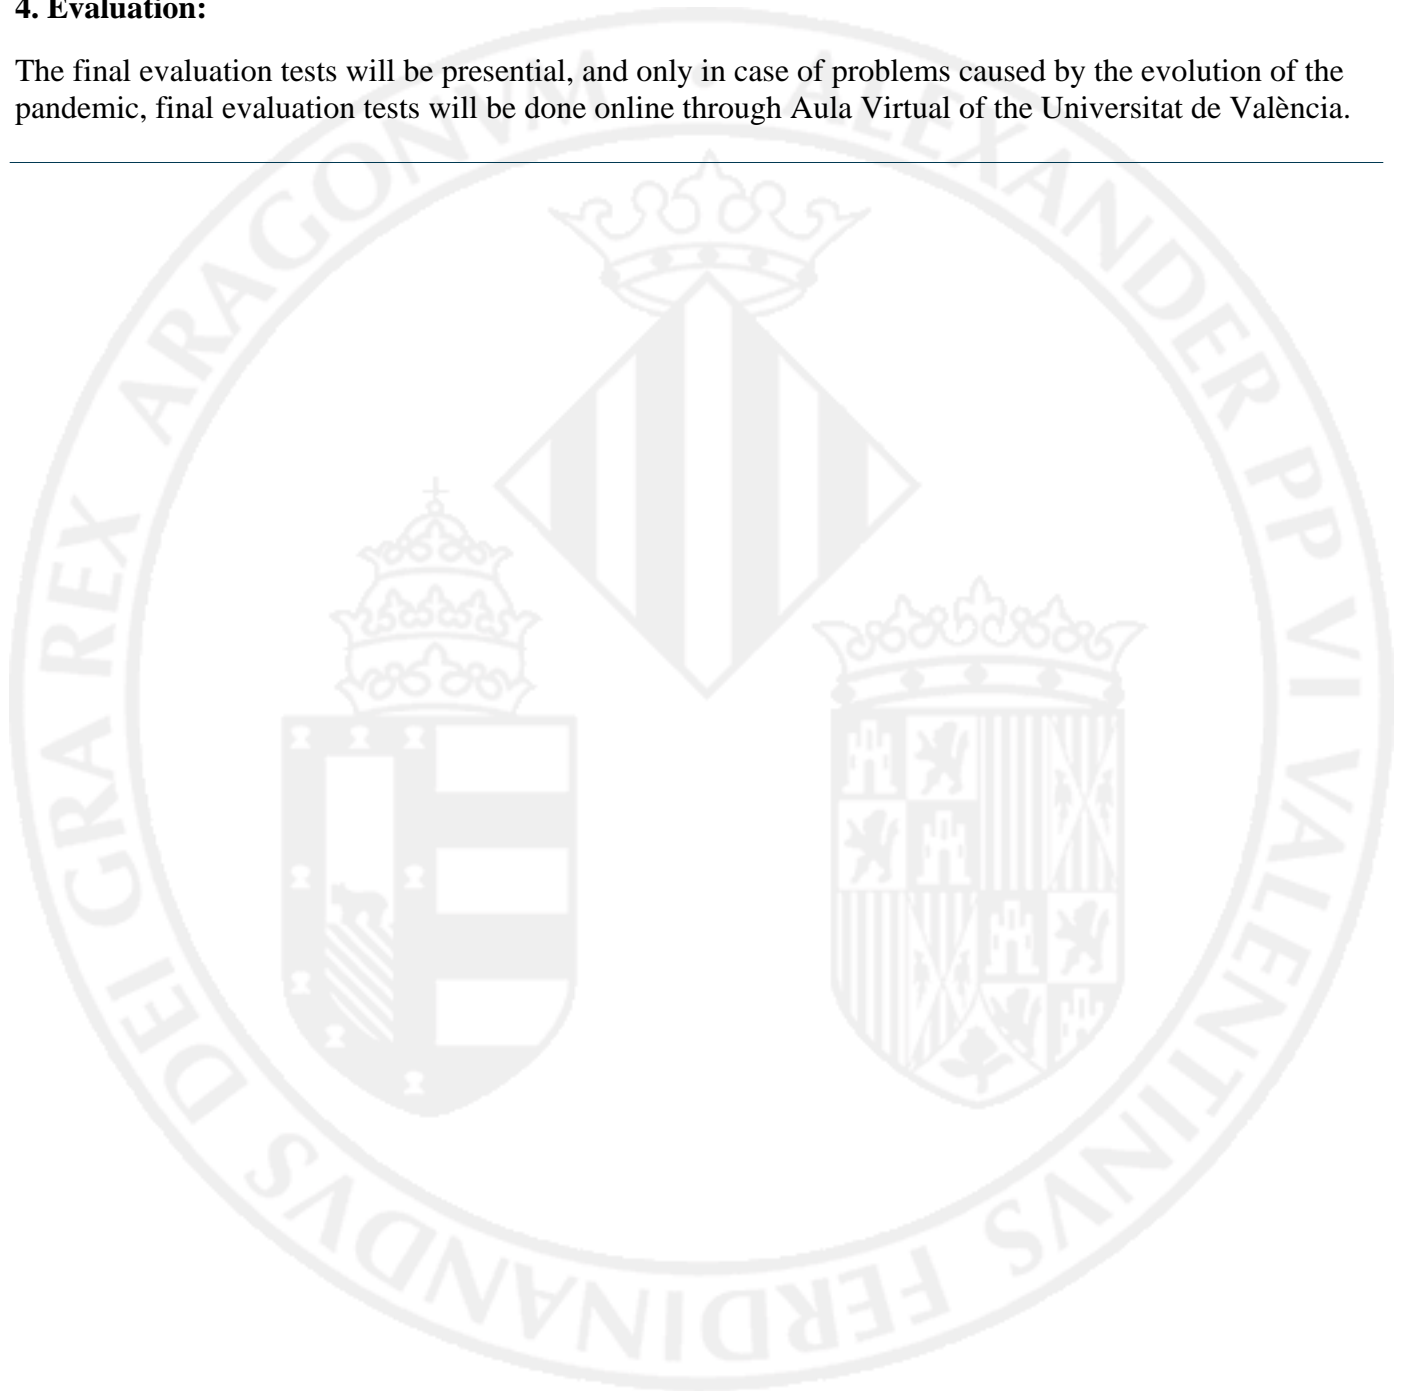 4. Evaluation:
The final evaluation tests will be presential, and only in case of problems caused by the evolution of the
pandemic, final evaluation tests will be done online through Aula Virtual of the Universitat de València.
ALEXANDER PP VI VALENTINVS FERDINANDVS DEI GRA REX ARAGONVM